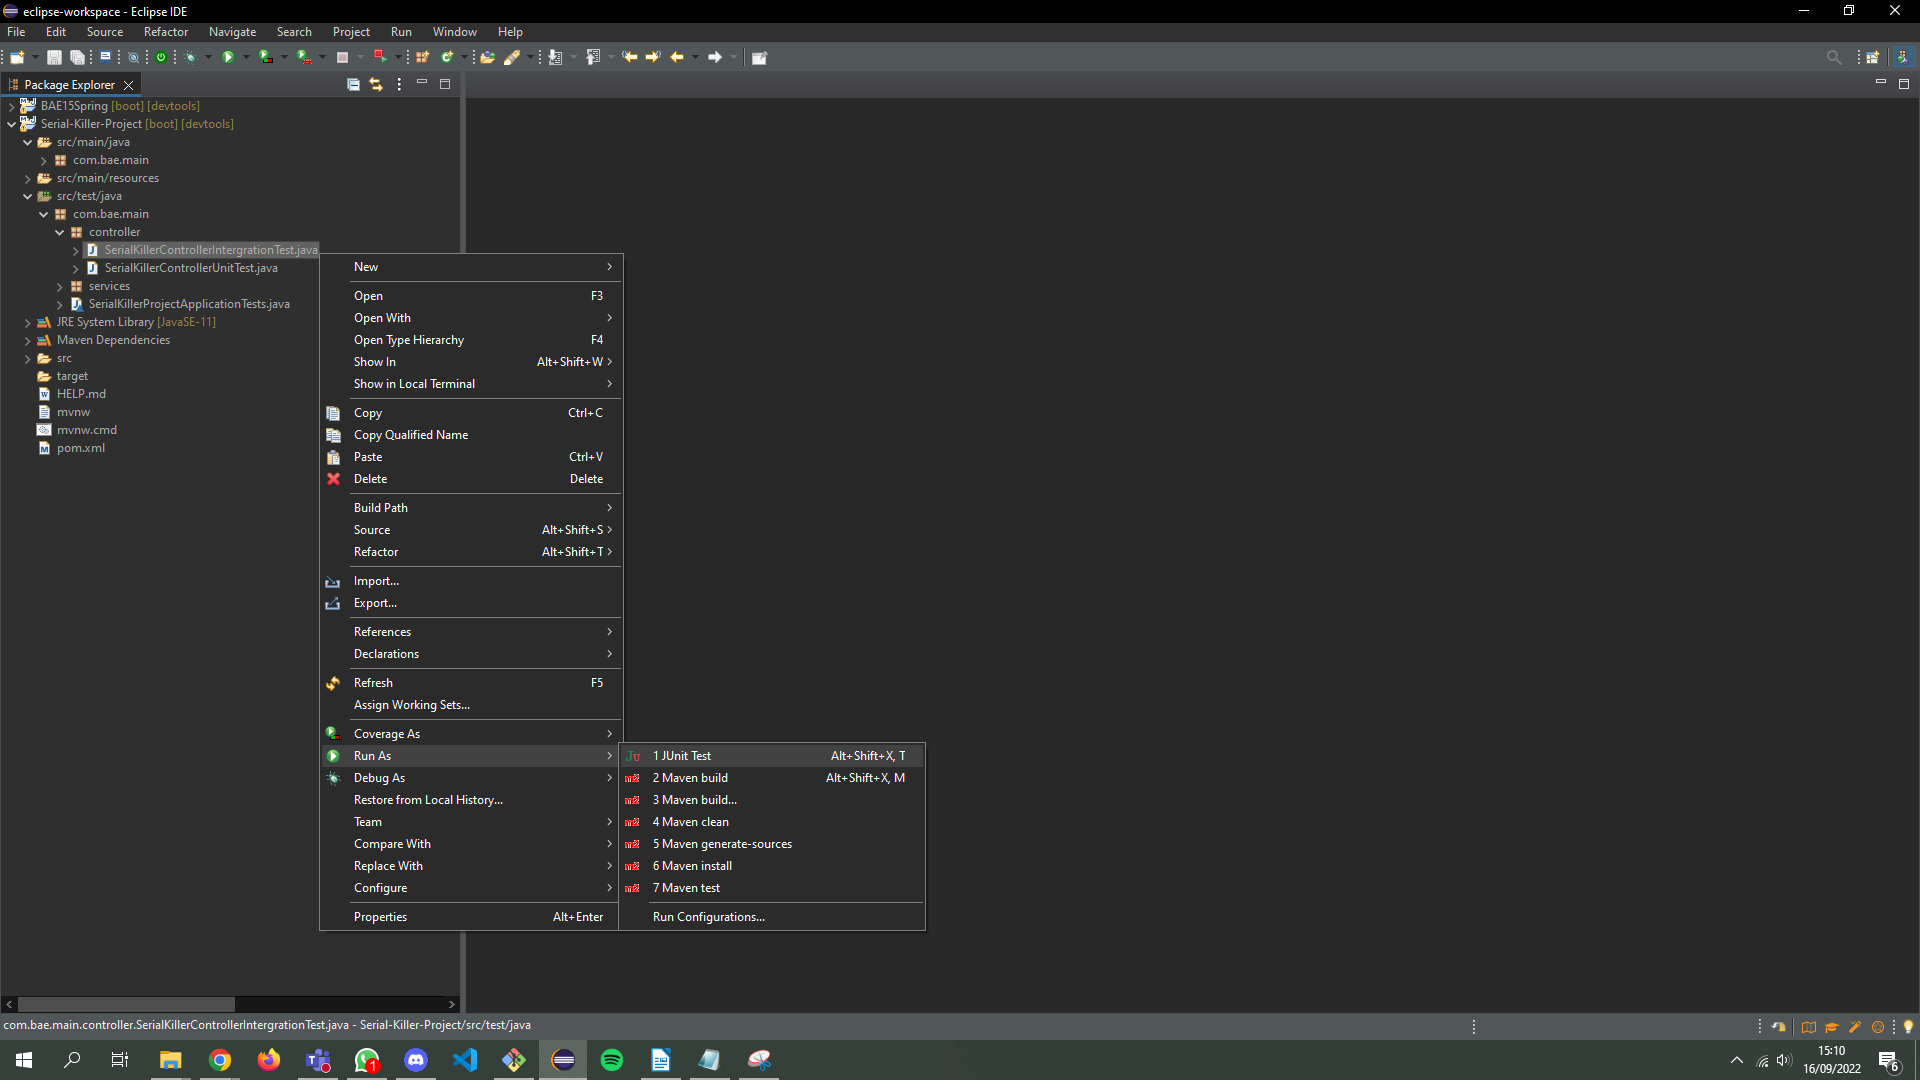 eclipse-workspace - Eclipse IDE
File Edit Source Refactor Navigate Search Project Run Window Help
Package Explorer
BAE15Spring [boot] [devtools]
Serial-Killer-Project [boot] [devtools]
src/main/java
com.bae.main
src/main/resources
src/test/java
com.bae.main
controller
SerialKillerControllerIntergrationTest.java
SerialKillerControllerUnitTest.java
services
SerialKillerProjectApplicationTests.java
JRE System Library [JavaSE-11]
Maven Dependencies
src
target
HELP.md
mvnw
mvnw.cmd
pom.xml
New
Open F3
Open With
Open Type Hierarchy F4
Show In Alt+Shift+W
Show in Local Terminal
Copy Ctrl+C
Copy Qualified Name
Paste Ctrl+V
Delete Delete
Build Path
Source Alt+Shift+S
Refactor Alt+Shift+T
Import...
Export...
References
Declarations
Refresh F5
Assign Working Sets...
Coverage As
Run As
Debug As
Restore from Local History...
Team
Compare With
Replace With
Configure
Properties Alt+Enter
1 JUnit Test Alt+Shift+X, T
2 Maven build Alt+Shift+X, M
3 Maven build...
4 Maven clean
5 Maven generate-sources
6 Maven install
7 Maven test
Run Configurations...
com.bae.main.controller.SerialKillerControllerIntergrationTest.java - Serial-Killer-Project/src/test/java
1
15:10
16/09/2022
6